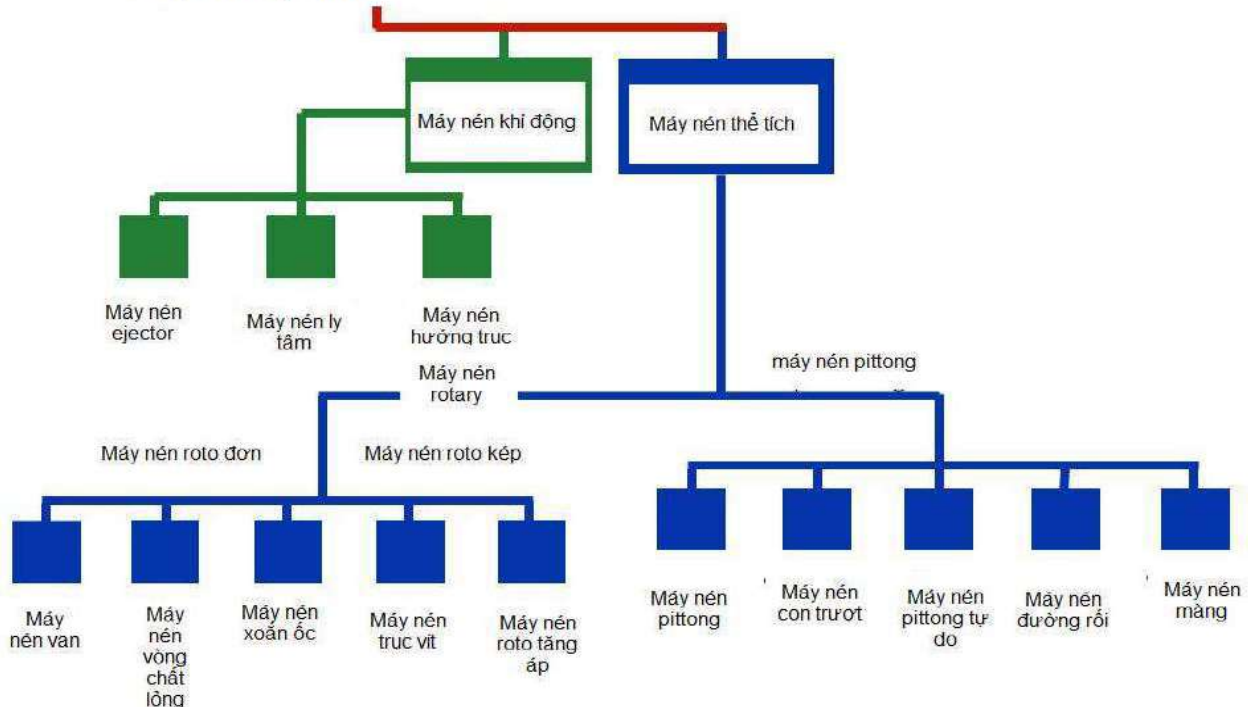 Máy nén khí động
Máy nén thể tích
Máy nén
ejector
Máy nén ly
tâm
Máy nén
hướng trục
Máy nén
rotary
máy nén pittong
Máy nén roto đơn
Máy nén roto kép
Máy
nén van
Máy
nén
vòng
chất
lỏng
Máy nén
xoắn ốc
Máy nén
trục vít
Máy nén
roto tăng
áp
Máy nén
pittong
Máy nén
con trượt
Máy nén
pittong tự
do
Máy nén
đường rối
Máy nén
màng